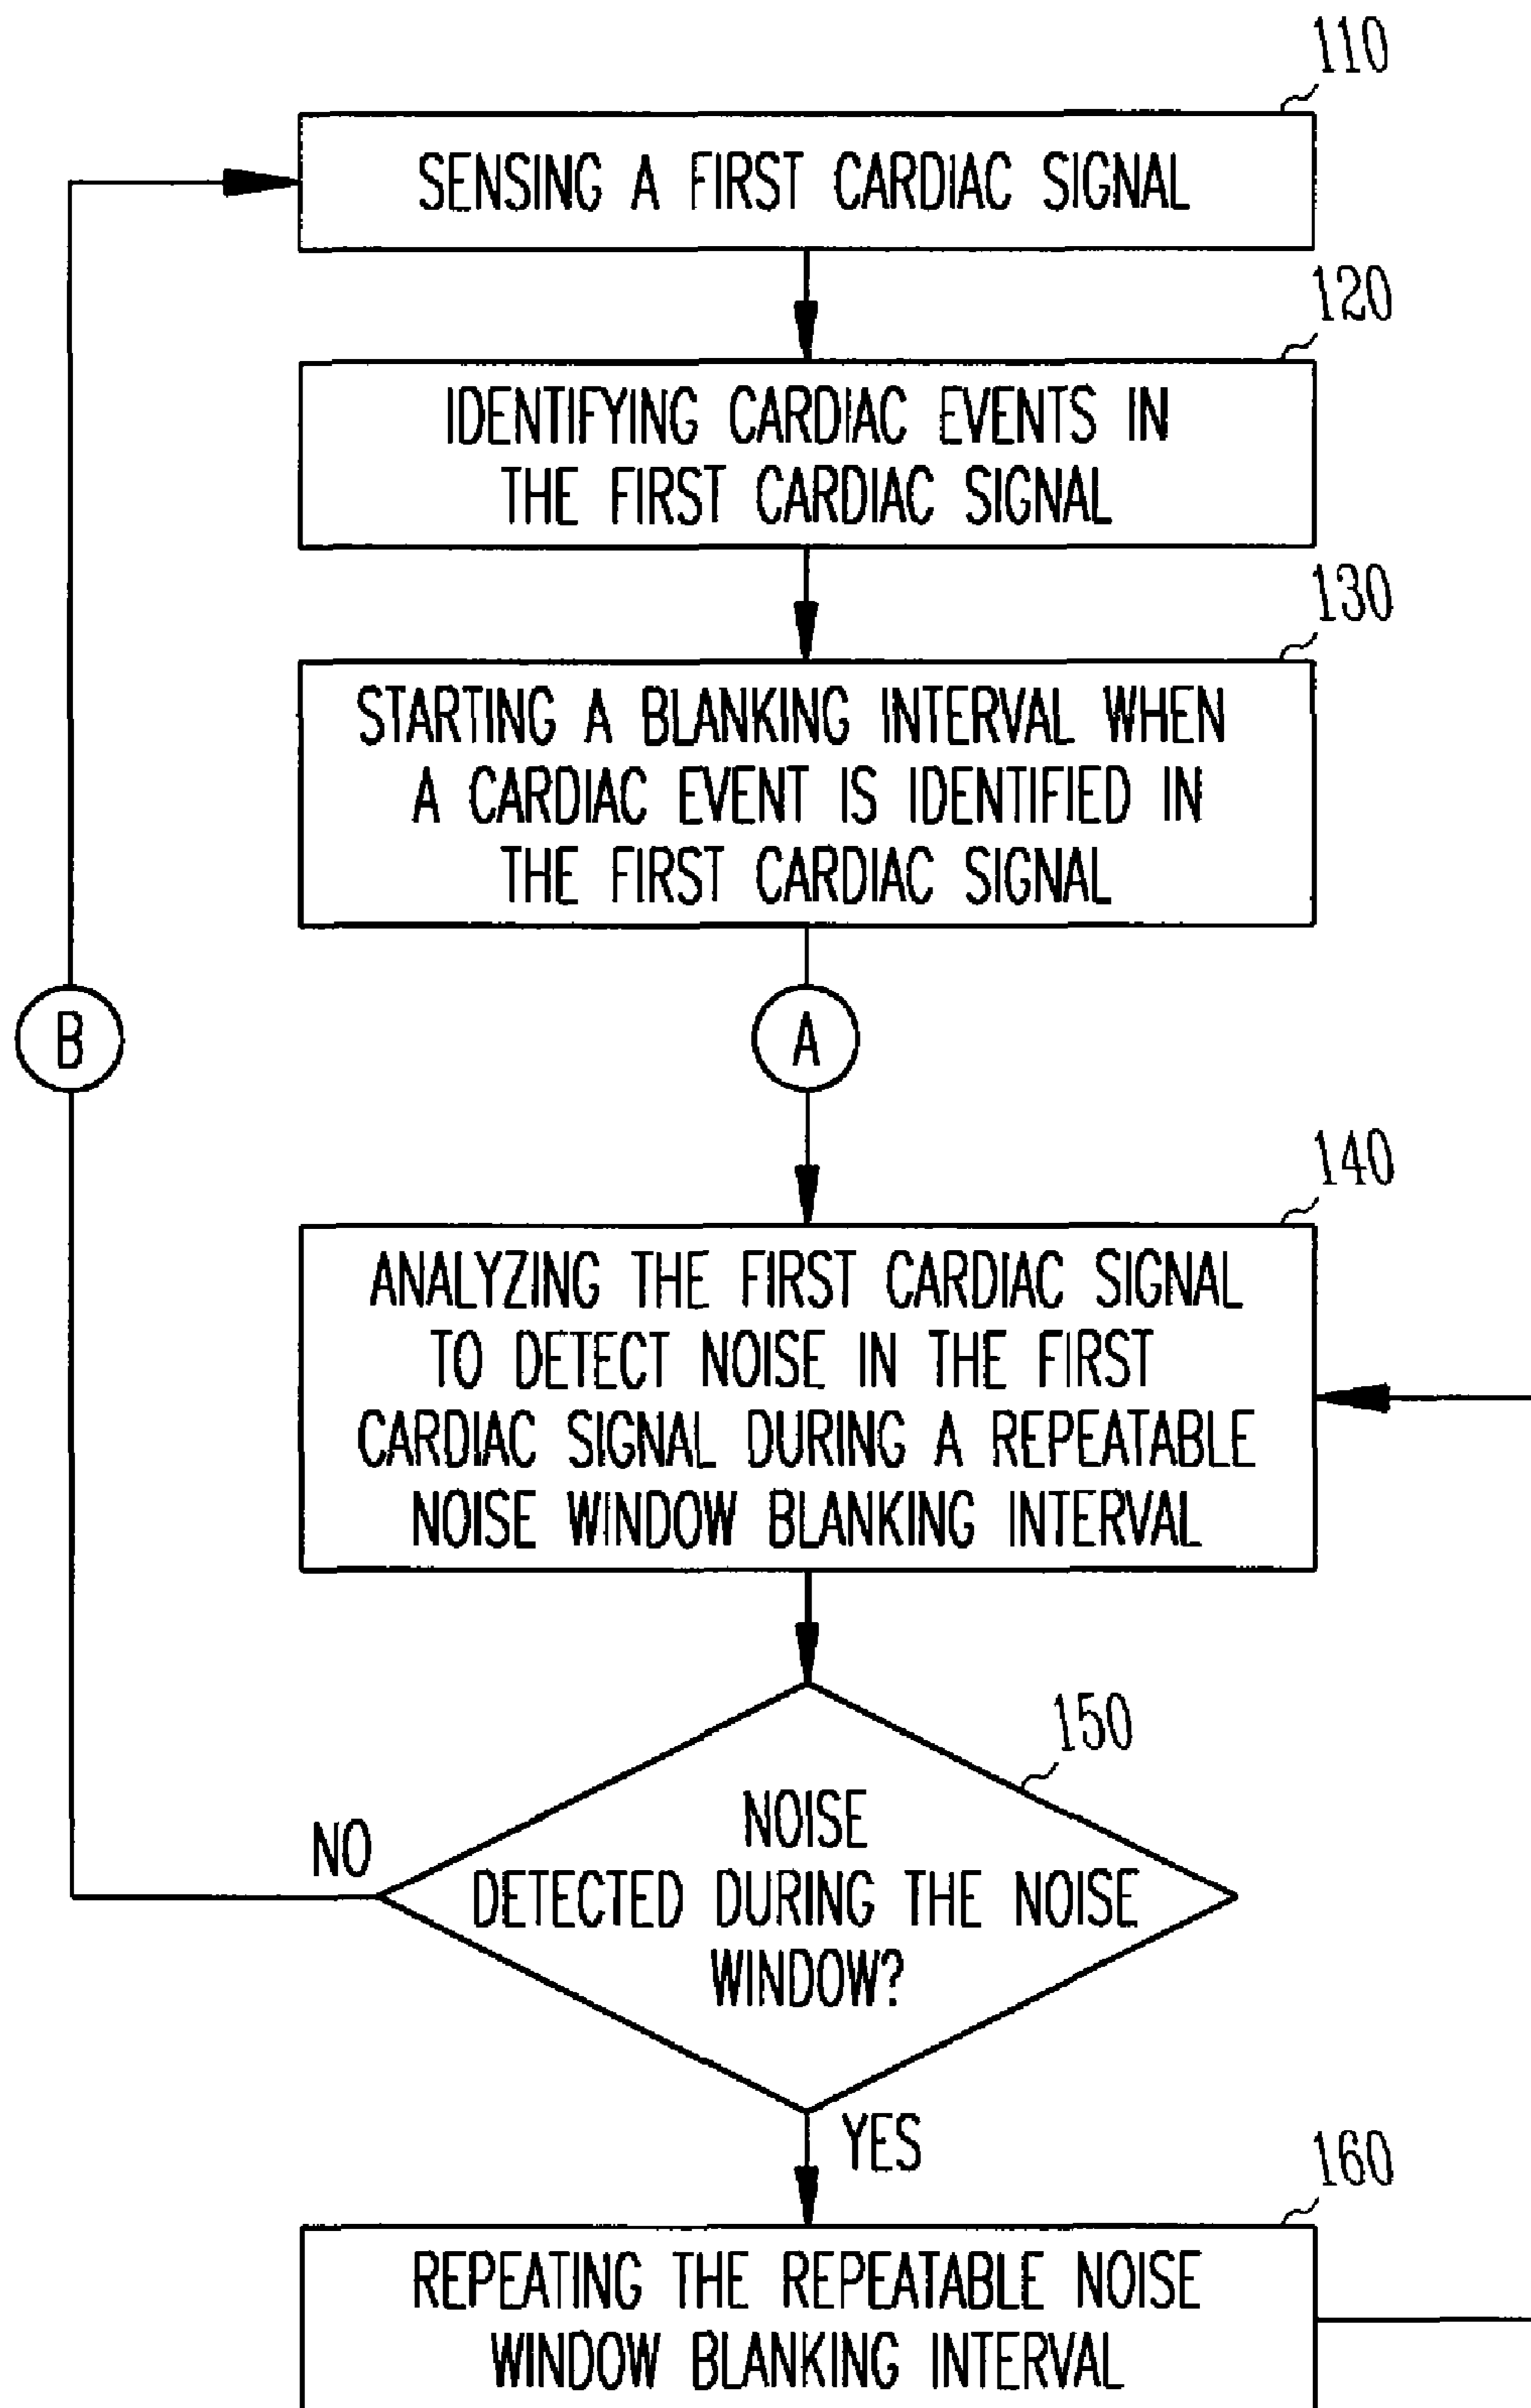 110
SENSING A FIRST CARDIAC SIGNAL
120
IDENTIFYING CARDIAC EVENTS IN
THE FIRST CARDIAC SIGNAL
130
STARTING A BLANKING INTERVAL WHEN
A CARDIAC EVENT IS IDENTIFIED IN
THE FIRST CARDIAC SIGNAL
B
A
140
ANALYZING THE FIRST CARDIAC SIGNAL
TO DETECT NOISE IN THE FIRST
CARDIAC SIGNAL DURING A REPEATABLE
NOISE WINDOW BLANKING INTERVAL
150
NOISE
DETECTED DURING THE NOISE
WINDOW?
NO
YES
160
REPEATING THE REPEATABLE NOISE
WINDOW BLANKING INTERVAL